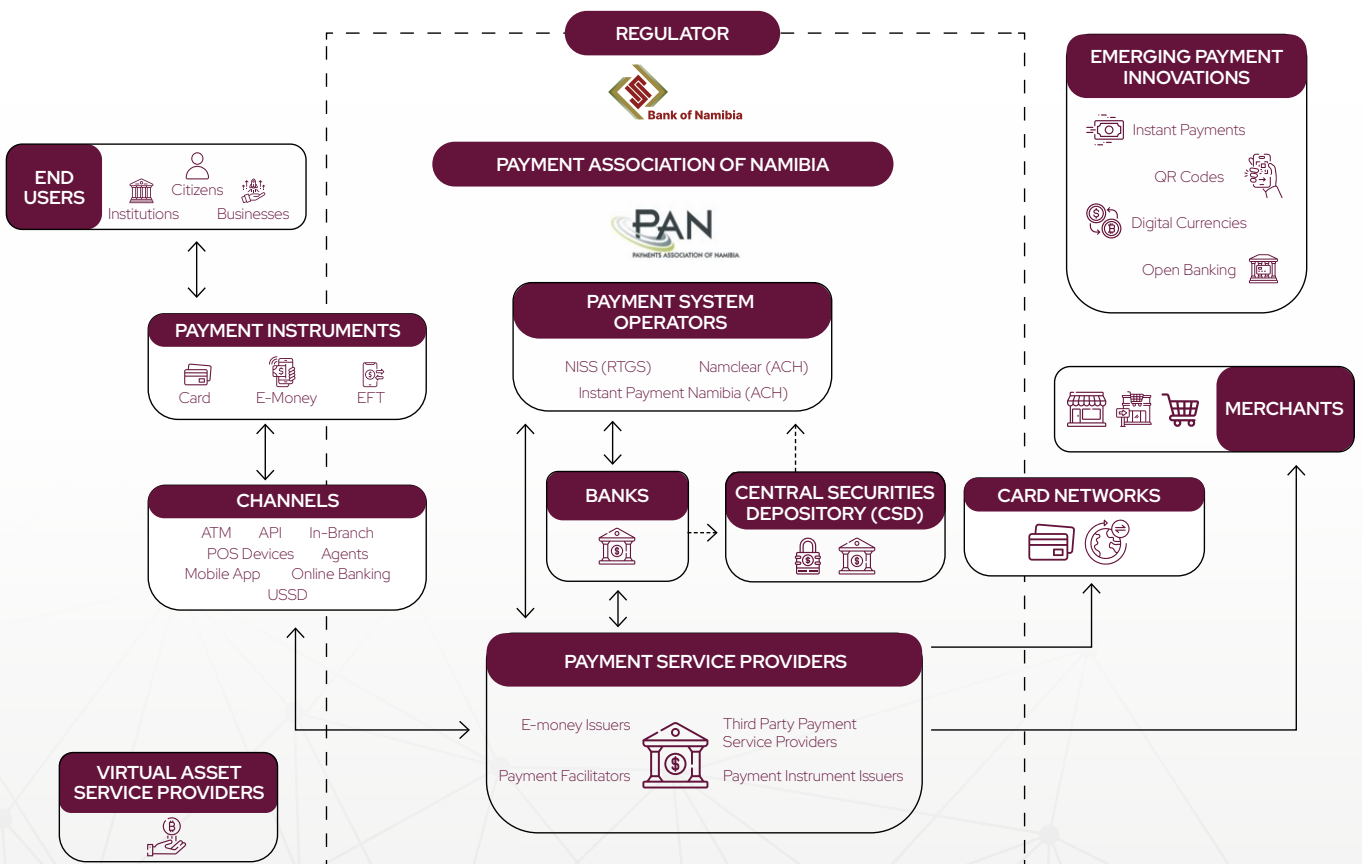 REGULATOR
Bank of Namibia
PAYMENT ASSOCIATION OF NAMIBIA
PAN
PAYMENTS ASSOCIATION OF NAMIBIA
EMERGING PAYMENT
INNOVATIONS
Instant Payments
QR Codes
Digital Currencies
Open Banking
END
USERS
Citizens
Institutions
Businesses
PAYMENT INSTRUMENTS
Card
E-Money
EFT
PAYMENT SYSTEM
OPERATORS
NISS (RTGS)
Namclear (ACH)
Instant Payment Namibia (ACH)
MERCHANTS
CHANNELS
ATM API In-Branch
POS Devices Agents
Mobile App Online Banking
USSD
BANKS
CENTRAL SECURITIES
DEPOSITORY (CSD)
CARD NETWORKS
PAYMENT SERVICE PROVIDERS
E-money Issuers
Third Party Payment
Service Providers
Payment Facilitators
Payment Instrument Issuers
VIRTUAL ASSET
SERVICE PROVIDERS